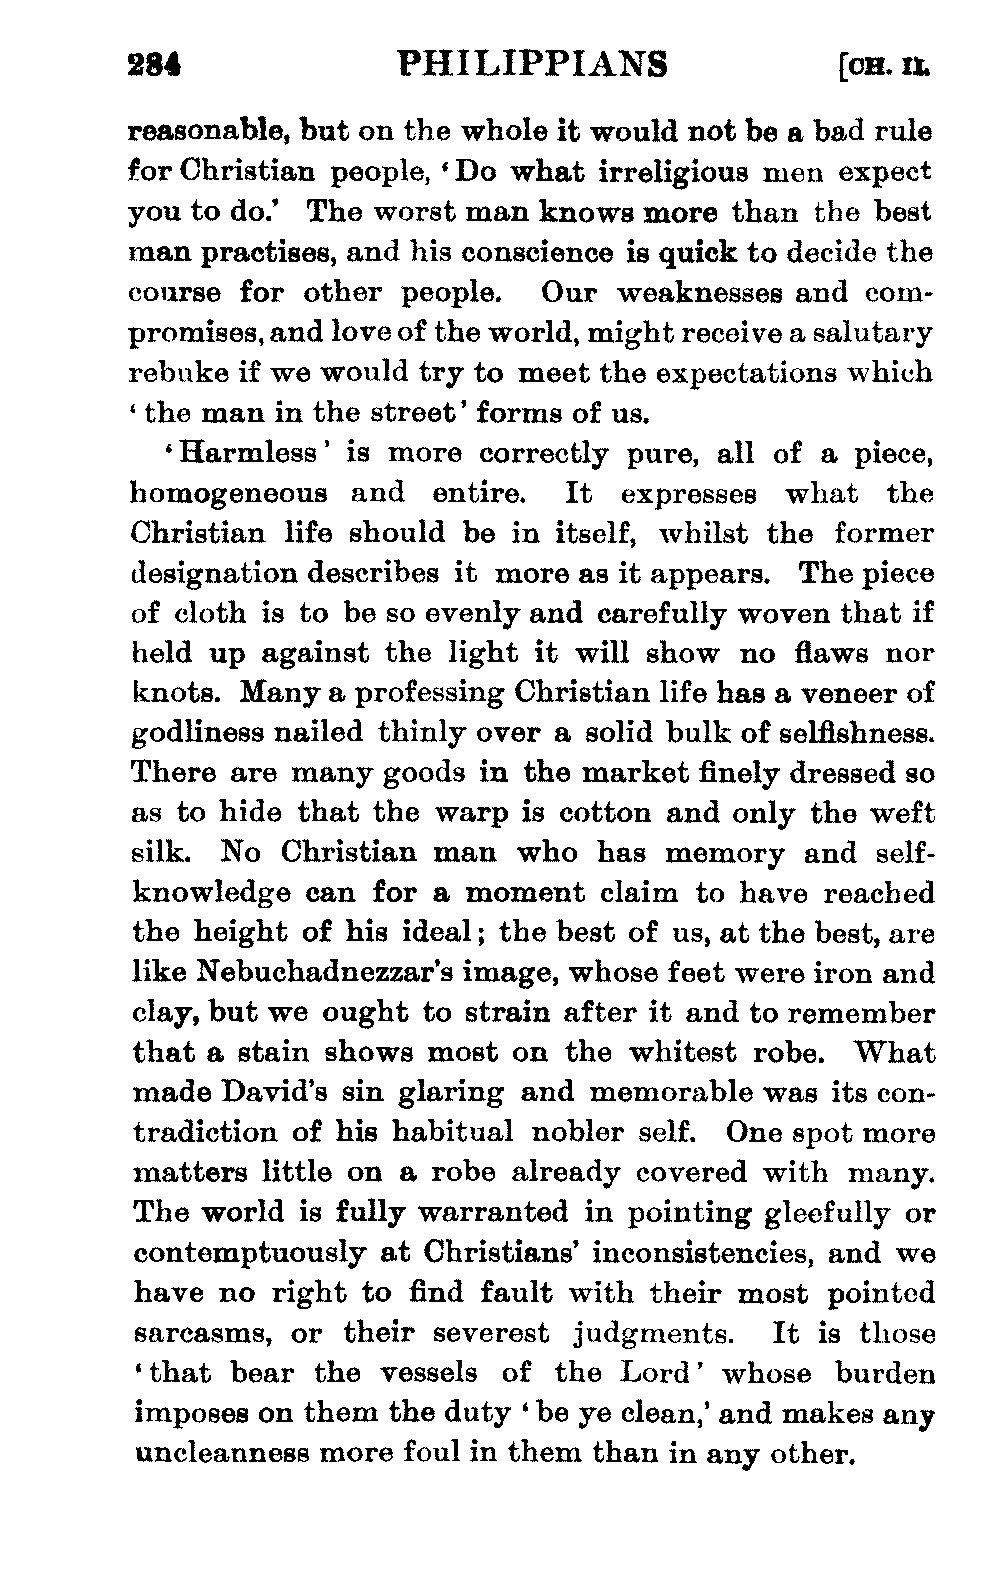 284 PHILIPPIANS [CH. II.
reasonable, but on the whole it would not be a bad rule
for Christian people, ‘Do what irreligious men expect
you to do.’ The worst man knows more than the best
man practises, and his conscience is quick to decide the
course for other people. Our weaknesses and com-
promises, and love of the world, might receive a salutary
rebuke if we would try to meet the expectations which
‘the man in the street’ forms of us.
‘Harmless’ is more correctly pure, all of a piece,
homogeneous and entire. It expresses what the
Christian life should be in itself, whilst the former
designation describes it more as it appears. The piece
of cloth is to be so evenly and carefully woven that if
held up against the light it will show no flaws nor
knots. Many a professing Christian life has a veneer of
godliness nailed thinly over a solid bulk of selfishness.
There are many goods in the market finely dressed so
as to hide that the warp is cotton and only the weft
silk. No Christian man who has memory and self-
knowledge can for a moment claim to have reached
the height of his ideal; the best of us, at the best, are
like Nebuchadnezzar’s image, whose feet were iron and
clay, but we ought to strain after it and to remember
that a stain shows most on the whitest robe. What
made David’s sin glaring and memorable was its con-
tradiction of his habitual nobler self. One spot more
matters little on a robe already covered with many.
The world is fully warranted in pointing gleefully or
contemptuously at Christians’ inconsistencies, and we
have no right to find fault with their most pointed
sarcasms, or their severest judgments. It is those
‘that bear the vessels of the Lord’ whose burden
imposes on them the duty ‘be ye clean,’ and makes any
uncleanness more foul in them than in any other.